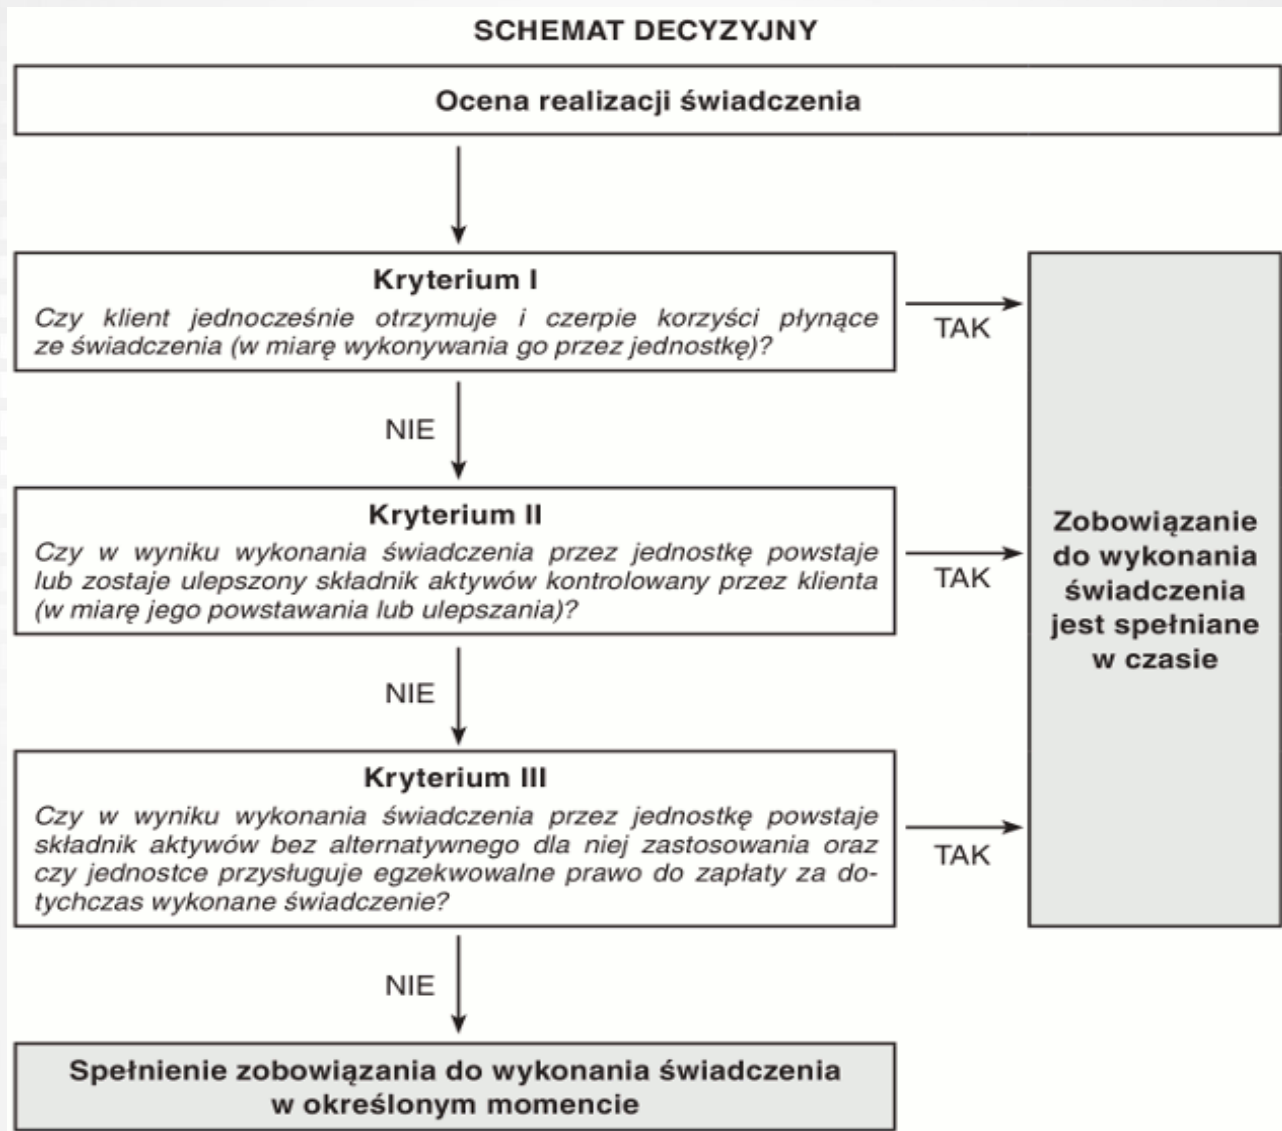 SCHEMAT DECYZYJNY
Ocena realizacji świadczenia
Kryterium I
Czy klient jednocześnie otrzymuje i czerpie korzyści płynące
ze świadczenia (w miarę wykonywania go przez jednostkę)?
TAK
NIE
Kryterium II
Czy w wyniku wykonania świadczenia przez jednostkę powstaje
lub zostaje ulepszony składnik aktywów kontrolowany przez klienta
(w miarę jego powstawania lub ulepszania)?
TAK
NIE
Kryterium III
Czy w wyniku wykonania świadczenia przez jednostkę powstaje
składnik aktywów bez alternatywnego dla niej zastosowania oraz
czy jednostce przysługuje egzekwowalne prawo do zapłaty za do-
tychczas wykonane świadczenie?
TAK
NIE
Zobowiązanie
do wykonania
świadczenia
jest spełniane
w czasie
Spełnienie zobowiązania do wykonania świadczenia
w określonym momencie